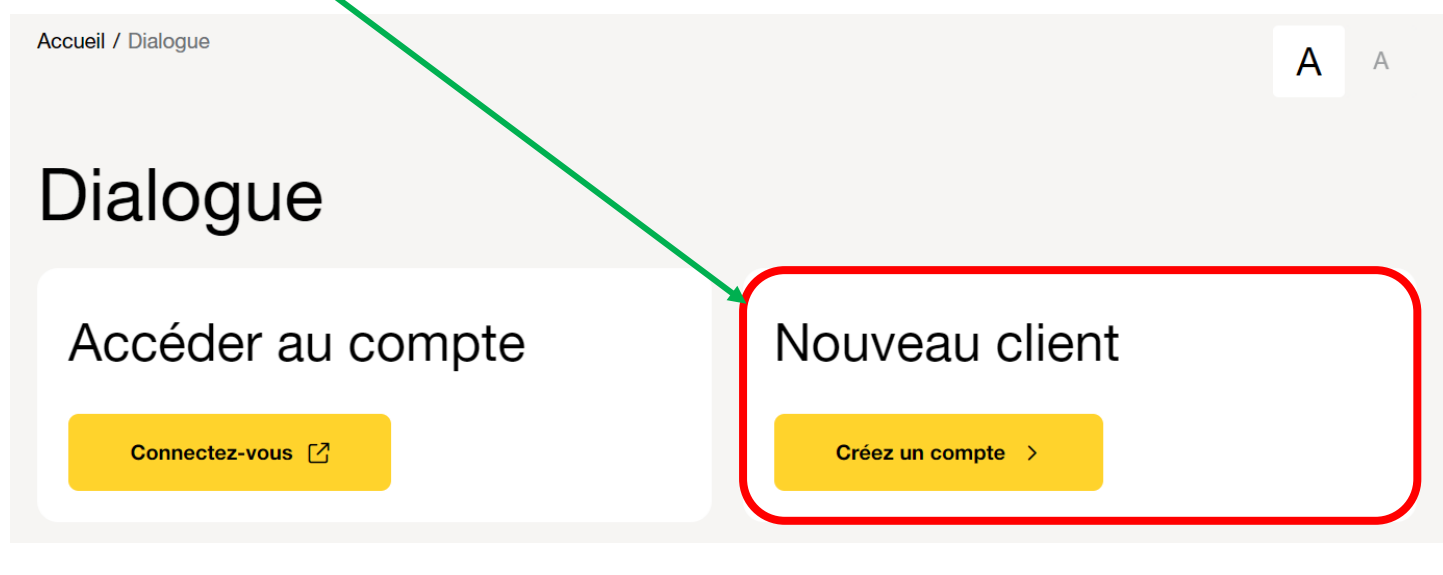 Accueil / Dialogue
A A
Dialogue
Accéder au compte
Connectez-vous
Nouveau client
Créez un compte